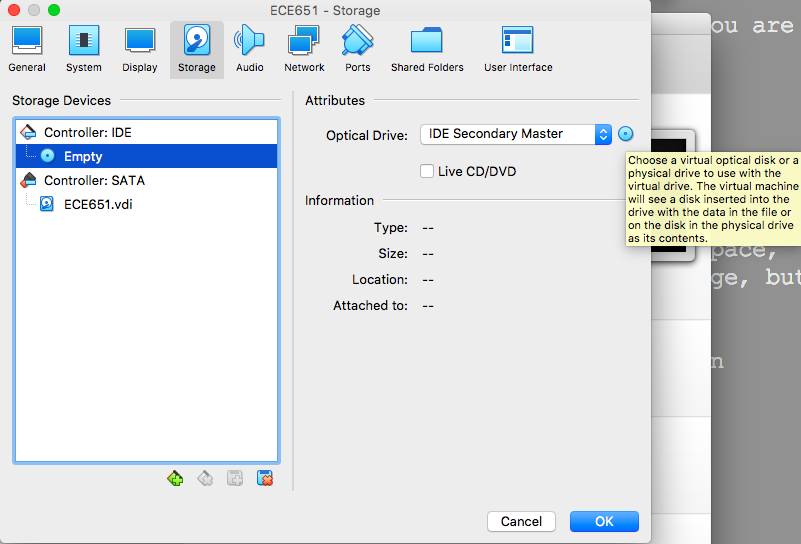 ECE651 - Storage
General
System
Display
Storage
Audio
Network
Ports
Shared Folders
User Interface
Storage Devices
Controller: IDE
Empty
Controller: SATA
ECE651.vdi
Attributes
Optical Drive: IDE Secondary Master
Live CD/DVD
Information
Type: --
Size: --
Location: --
Attached to: --
Choose a virtual optical disk or a
physical drive to use with the
virtual drive. The virtual machine
will see a disk inserted into the
drive with the data in the file or
on the disk in the physical drive
as its contents.
Cancel
OK
ou are
pace,
ge, but
n